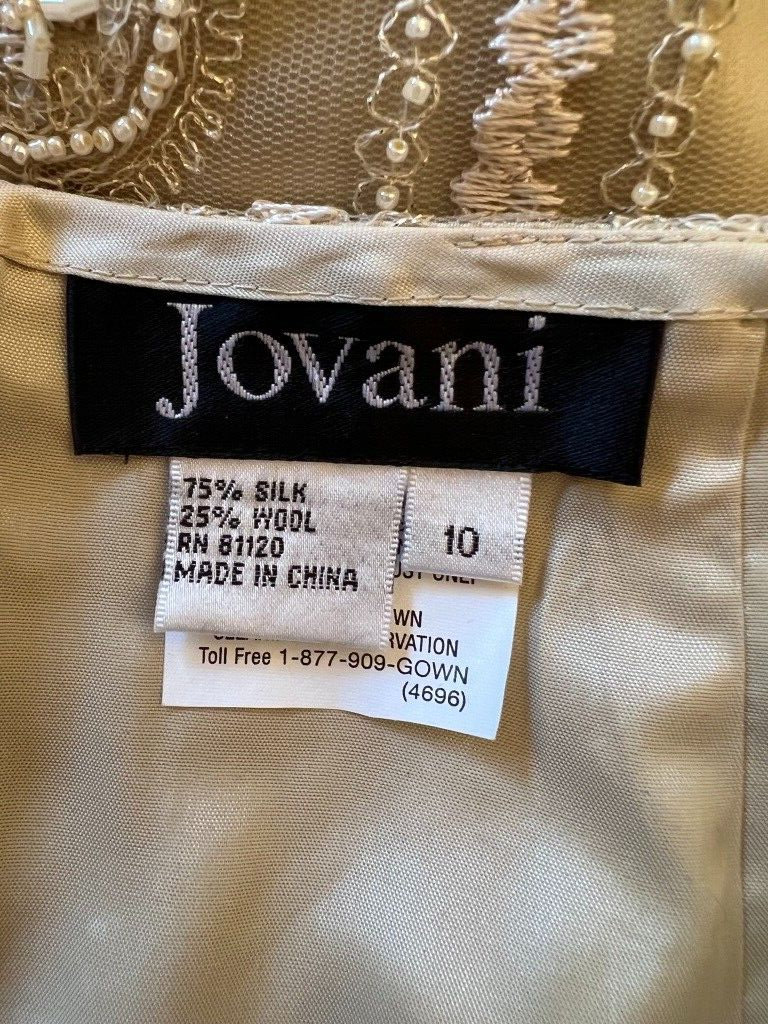 Jovani
75% SILK
25% WOOL
RN 81120
MADE IN CHINA
10
Toll Free 1-877-909-GOWN
(4696)